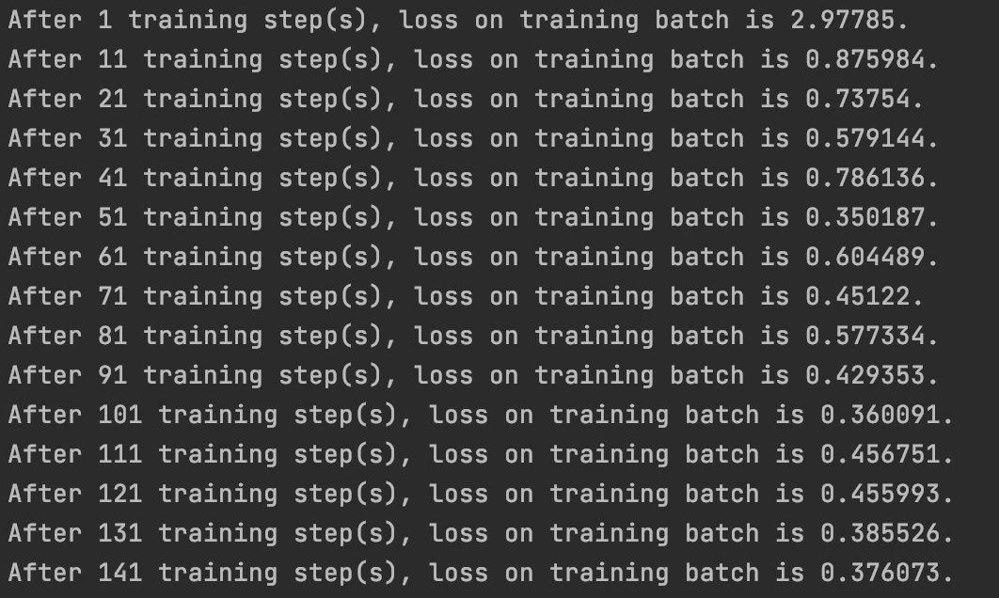 After 1 training step(s), loss on training batch is 2.97785.
After 11 training step(s), loss on training batch is 0.875984.
After 21 training step(s), loss on training batch is 0.73754.
After 31 training step(s), loss on training batch is 0.579144.
After 41 training step(s), loss on training batch is 0.786136.
After 51 training step(s), loss on training batch is 0.350187.
After 61 training step(s), loss on training batch is 0.604489.
After 71 training step(s), loss on training batch is 0.45122.
After 81 training step(s), loss on training batch is 0.577334.
After 91 training step(s), loss on training batch is 0.429353.
After 101 training step(s), loss on training batch is 0.360091.
After 111 training step(s), loss on training batch is 0.456751.
After 121 training step(s), loss on training batch is 0.455993.
After 131 training step(s), loss on training batch is 0.385526.
After 141 training step(s), loss on training batch is 0.376073.